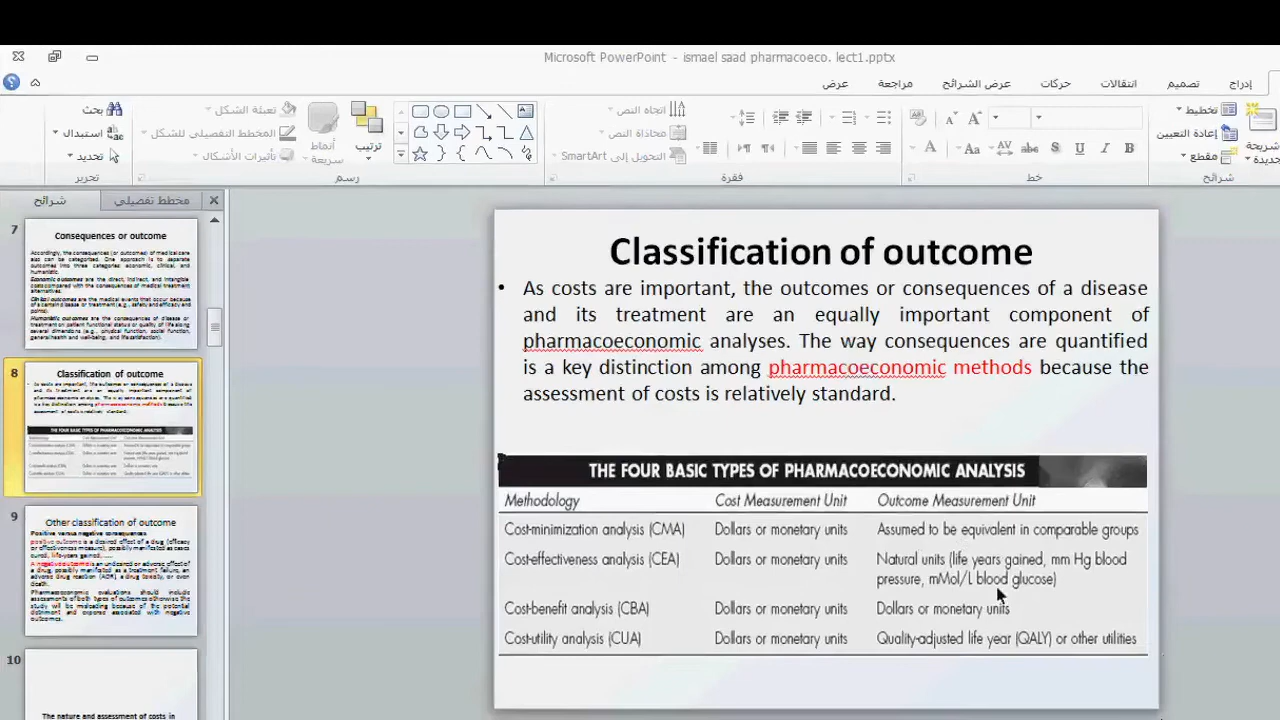 Microsoft PowerPoint - ismael saad pharmacoeco. lect1.pptx
إدراج
تصميم
انتقالات
حركات
عرض الشرائح
مراجعة
عرض
تخطيط
إعادة التعيين
مقطع
شريحة
جديدة
شرائح
خط
اتجاه النص
محاذاة النص
التحويل إلى SmartArt
فقرة
ترتيب
أنماط
سريعة
تعبئة الشكل
المخطط التفصيلي للشكل
تأثيرات الأشكال
رسم
بحث
استبدال
تحديد
تحرير
شرائح
مخطط تفصيلي
7
Consequences or outcome
8
Classification of outcome
9
Other classification of outcome
Positive versus negative consequences
10
The nature and assessment of costs in
Classification of outcome
• As costs are important, the outcomes or consequences of a disease
and its treatment are an equally important component of
pharmacoeconomic analyses. The way consequences are quantified
is a key distinction among pharmacoeconomic methods because the
assessment of costs is relatively standard.
THE FOUR BASIC TYPES OF PHARMACOECONOMIC ANALYSIS
Methodology Cost Measurement Unit Outcome Measurement Unit
Cost-minimization analysis (CMA) Dollars or monetary units Assumed to be equivalent in comparable groups
Cost-effectiveness analysis (CEA) Dollars or monetary units Natural units (life years gained, mm Hg blood
pressure, mMol/L blood glucose)
Cost-benefit analysis (CBA) Dollars or monetary units Dollars or monetary units
Cost-utility analysis (CUA) Dollars or monetary units Quality-adjusted life year (QALY) or other utilities